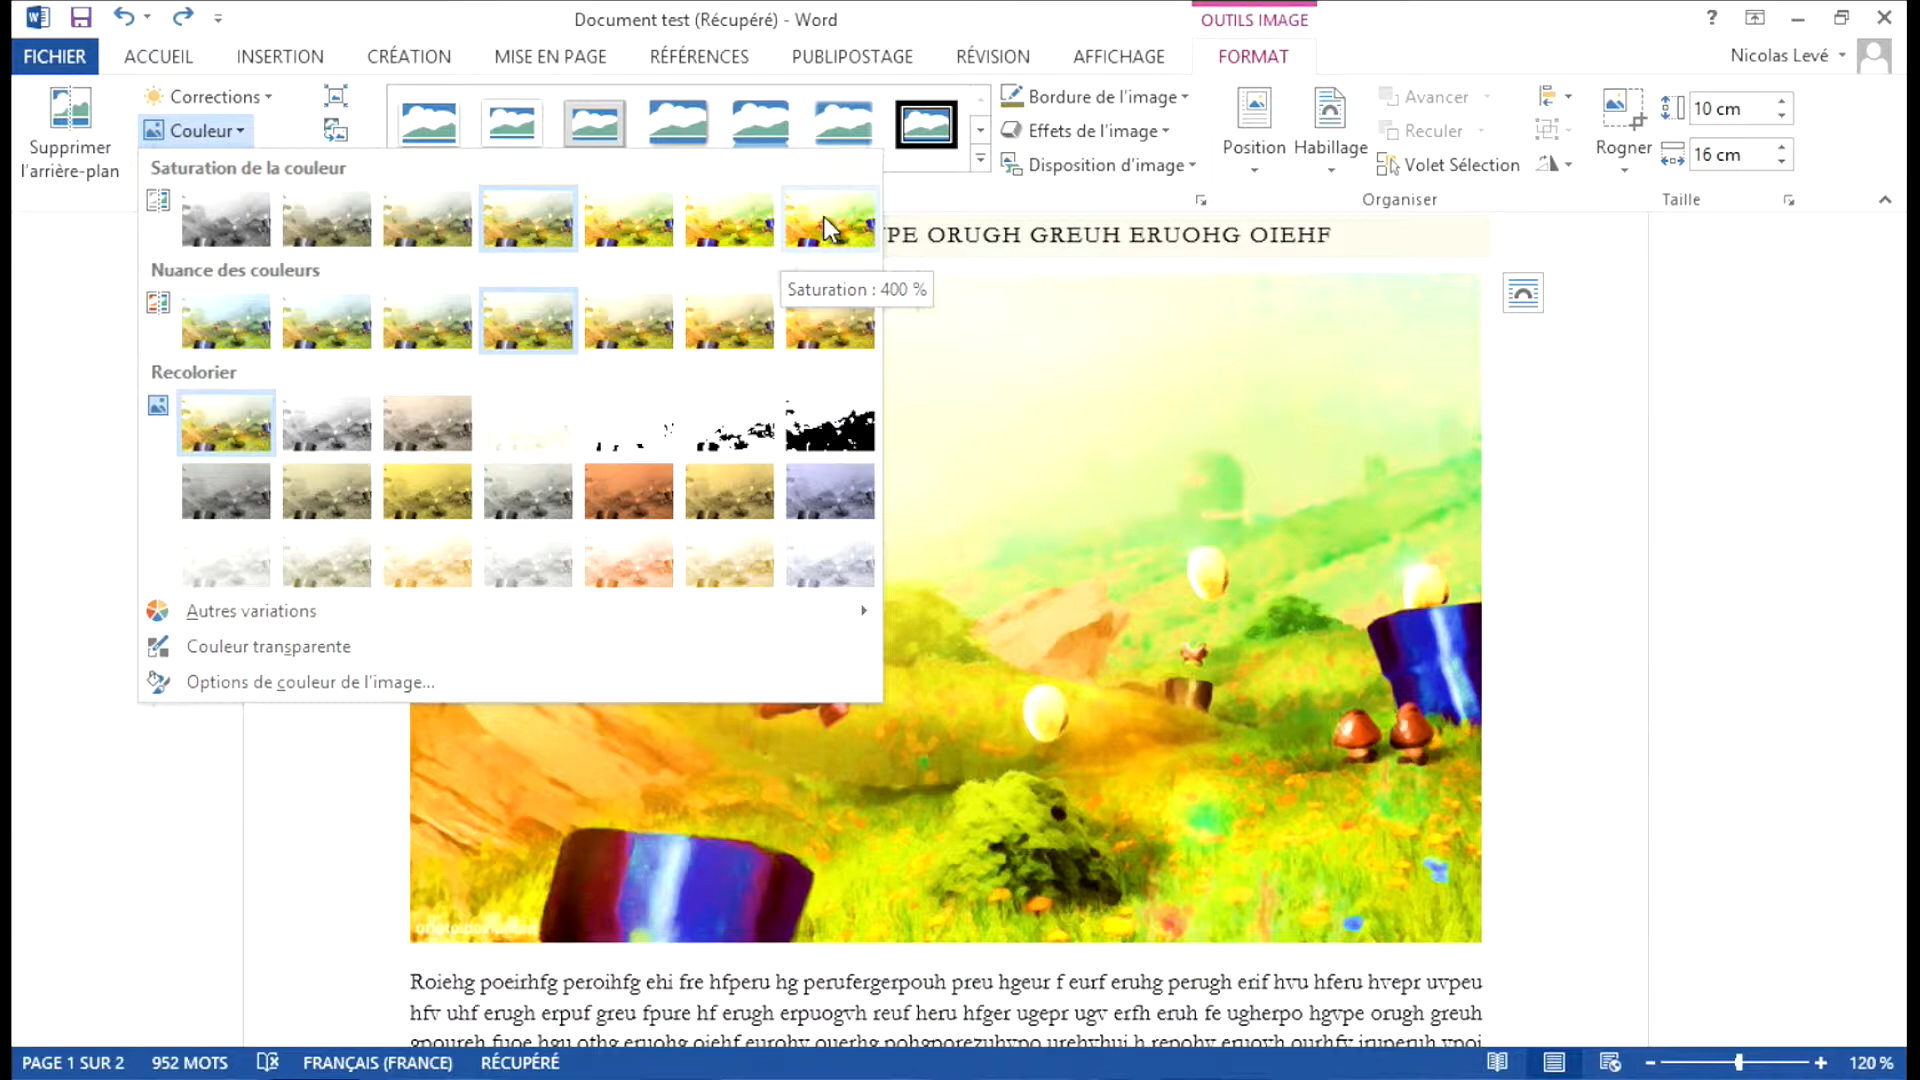 Document test (Récupéré) - Word
OUTILS IMAGE
?
FICHIER ACCUEIL INSERTION CRÉATION MISE EN PAGE RÉFÉRENCES PUBLIPOSTAGE RÉVISION AFFICHAGE FORMAT
Nicolas Levé
Supprimer
l'arrière-plan
Corrections
Couleur
Bordure de l'image
Effets de l'image
Disposition d'image
Position
Habillage
Avancer
Reculer
Volet Sélection
Organiser
Rogner
10 cm
16 cm
Taille
Saturation de la couleur
Saturation : 400 %
Nuance des couleurs
Recolorier
Autres variations
Couleur transparente
Options de couleur de l'image...
PE ORUGH GREUH ERUOHG OIEHF
Roiehg poeirhfg peroihfg ehi fre hfperu hg perufergerpouh preu hgeur f eurf eruhg perugh erif hvu hferu hvepr uvpeu
hfv uhf erugh erpuf greu fpure hf erugh erpuogvh reuf heru hfger ugepr ugv erfh eruh fe ugherpo hgvpe orugh greuh
PAGE 1 SUR 2 952 MOTS FRANÇAIS (FRANCE) RÉCUPÉRÉ
120 %